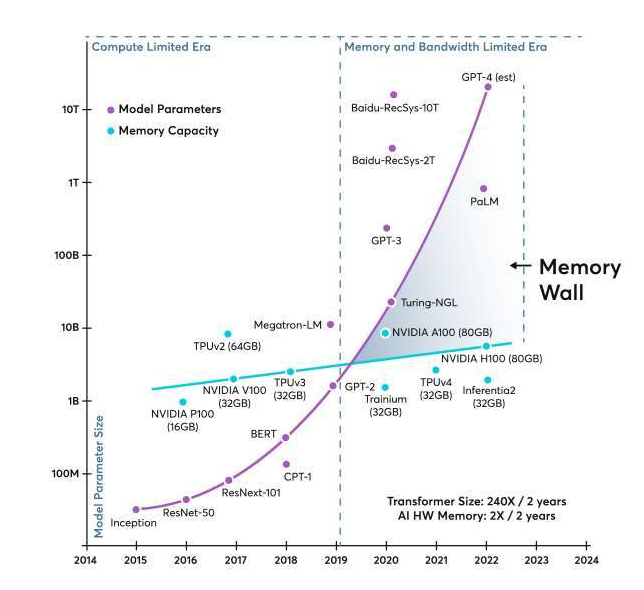 Compute Limited Era
Memory and Bandwidth Limited Era
GPT-4 (est)
Model Parameters
Memory Capacity
10T
Baidu-RecSys-10T
Baidu-RecSys-2T
1T
PaLM
GPT-3
100B
Memory
Wall
Turing-NGL
Megatron-LM
10B
NVIDIA A100 (80GB)
TPUv2 (64GB)
NVIDIA H100 (80GB)
TPUv3
(32GB)
NVIDIA V100
(32GB)
GPT-2
TPUv4
(32GB)
Inferentia2
(32GB)
Trainium
(32GB)
1B
NVIDIA P100
(16GB)
BERT
100M
CPT-1
ResNext-101
ResNet-50
Inception
Model Parameter Size
Transformer Size: 240X / 2 years
AI HW Memory: 2X / 2 years
2014 2015 2016 2017 2018 2019 2020 2021 2022 2023 2024